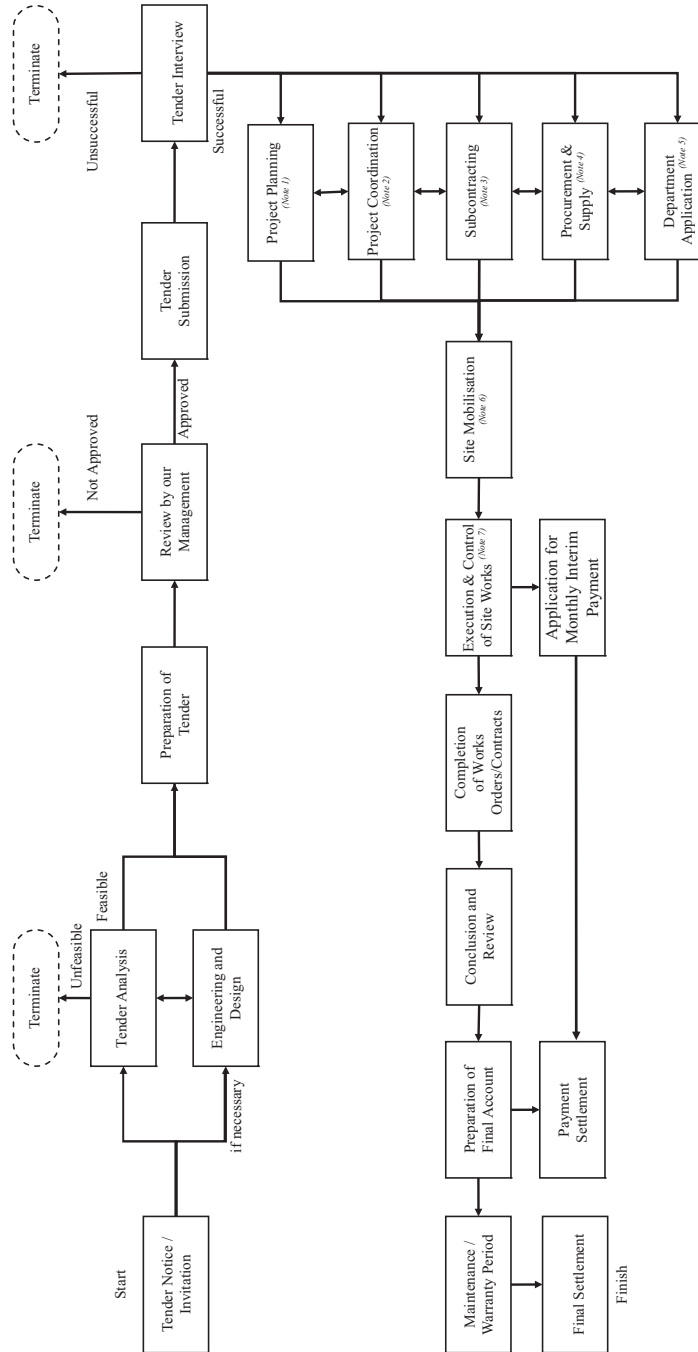 Start
Tender Notice /
Invitation
if necessary
Terminate
Unfeasible
Tender Analysis
Feasible
Engineering and
Design
Preparation of
Tender
Terminate
Not Approved
Review by our
Management
Approved
Tender
Submission
Terminate
Unsuccessful
Tender Interview
Successful
Project Planning
(Note 1)
Project Coordination
(Note 2)
Subcontracting
(Note 3)
Procurement &
Supply (Note 4)
Department
Application (Note 5)
Site Mobilisation
(Note 6)
Execution & Control
of Site Works (Note 7)
Application for
Monthly Interim
Payment
Completion
of Works
Orders/Contracts
Conclusion and
Review
Preparation of
Final Account
Payment
Settlement
Maintenance /
Warranty Period
Final Settlement
Finish